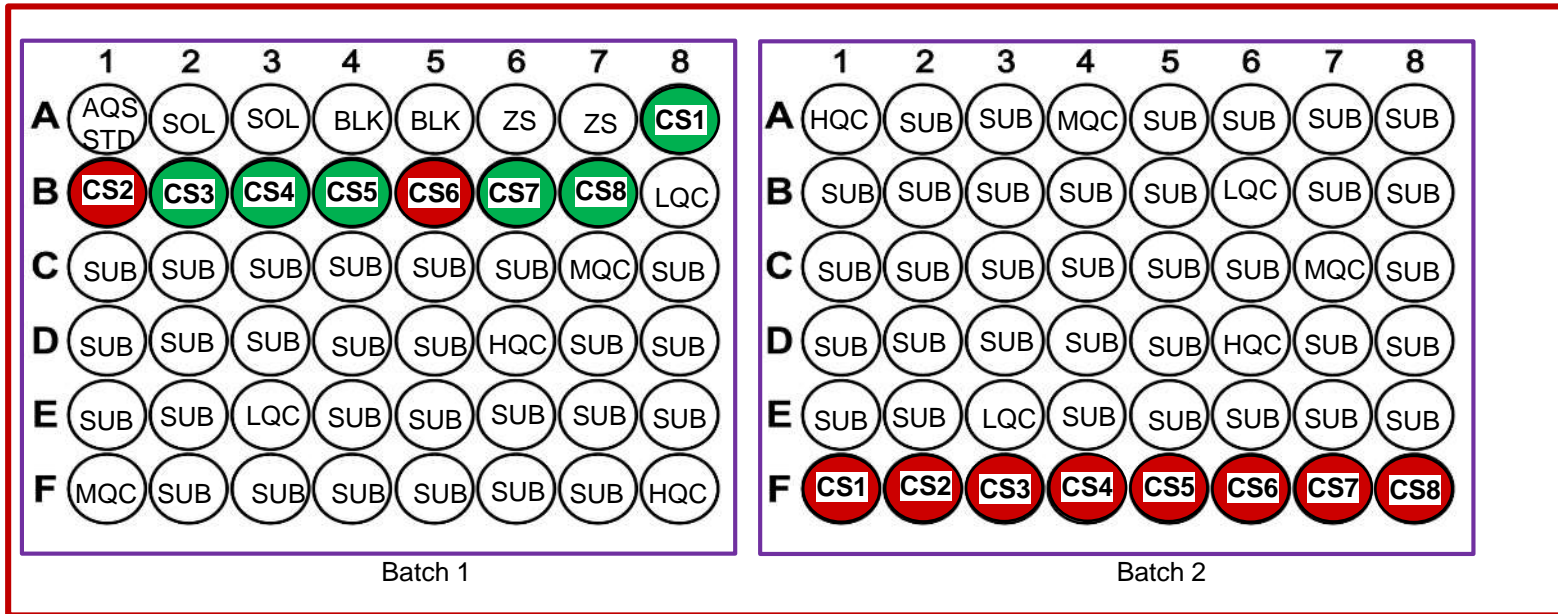 1 2 3 4 5 6 7 8
A AQS STD SOL SOL BLK BLK ZS ZS CS1
B CS2 CS3 CS4 CS5 CS6 CS7 CS8 LQC
C SUB SUB SUB SUB SUB SUB MQC SUB
D SUB SUB SUB SUB SUB HQC SUB SUB
E SUB SUB LQC SUB SUB SUB SUB SUB
F MQC SUB SUB SUB SUB SUB SUB HQC
Batch 1
1 2 3 4 5 6 7 8
A HQC SUB SUB MQC SUB SUB SUB SUB
B SUB SUB SUB SUB SUB LQC SUB SUB
C SUB SUB SUB SUB SUB SUB MQC SUB
D SUB SUB SUB SUB SUB HQC SUB SUB
E SUB SUB LQC SUB SUB SUB SUB SUB
F CS1 CS2 CS3 CS4 CS5 CS6 CS7 CS8
Batch 2